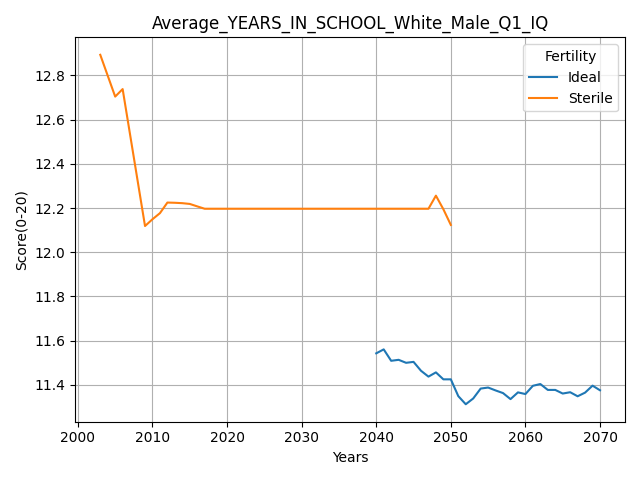 Average_YEARS_IN_SCHOOL_White_Male_Q1_IQ
Fertility
Ideal
Sterile
Score(0-20)
12.8
12.6
12.4
12.2
12.0
11.8
11.6
11.4
2000 2010 2020 2030 2040 2050 2060 2070
Years